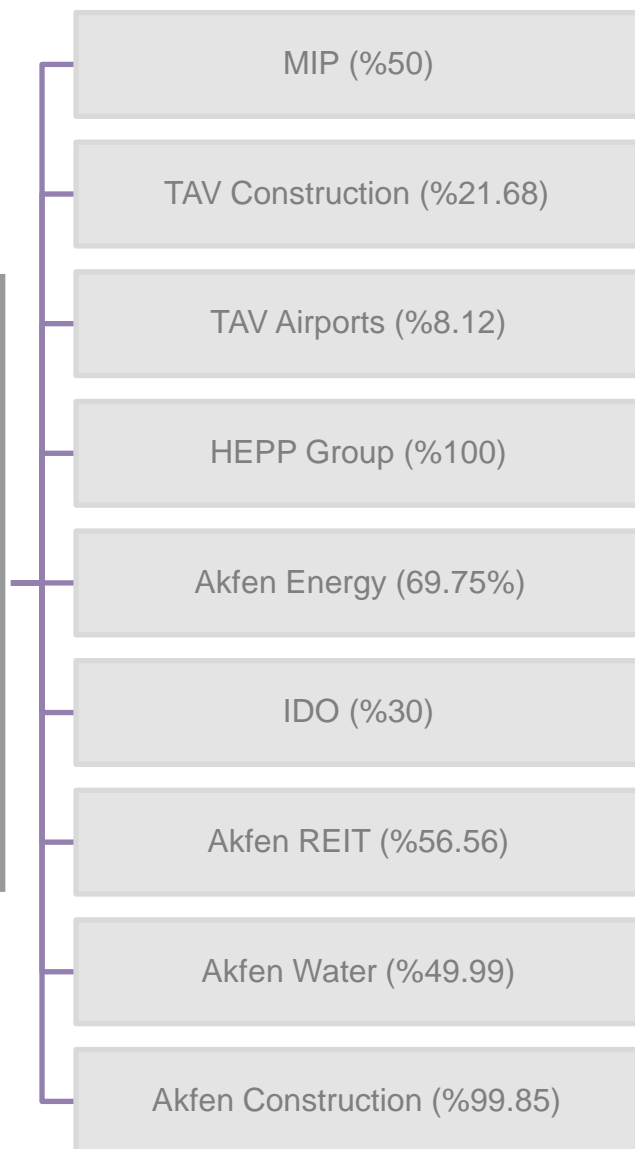 MIP (%50)
TAV Construction (%21.68)
TAV Airports (%8.12)
HEPP Group (%100)
Akfen Energy (69.75%)
IDO (%30)
Akfen REIT (%56.56)
Akfen Water (%49.99)
Akfen Construction (%99.85)